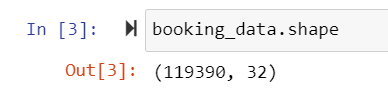 In [3]: booking_data.shape
Out[3]: (119390, 32)